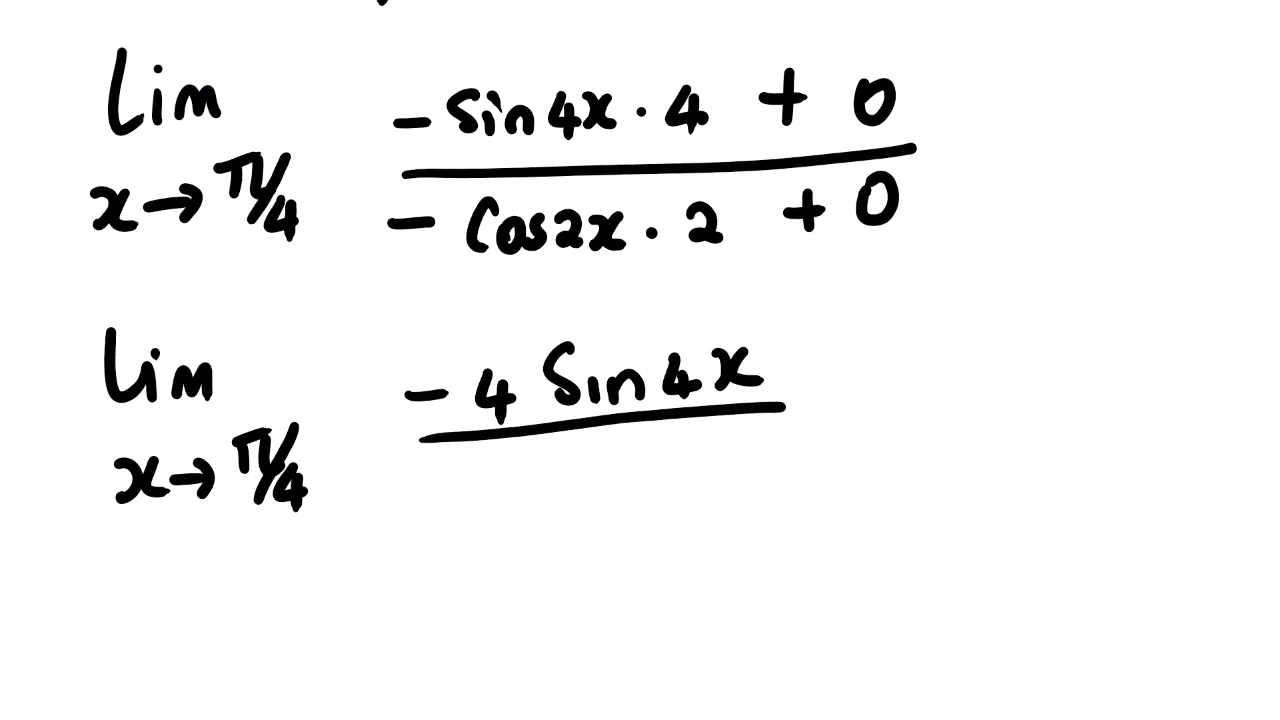 Lim -Sin4x · 4 + 0
x→π/4 -Cos2x · 2 + 0
Lim -4 Sin4x
x→π/4